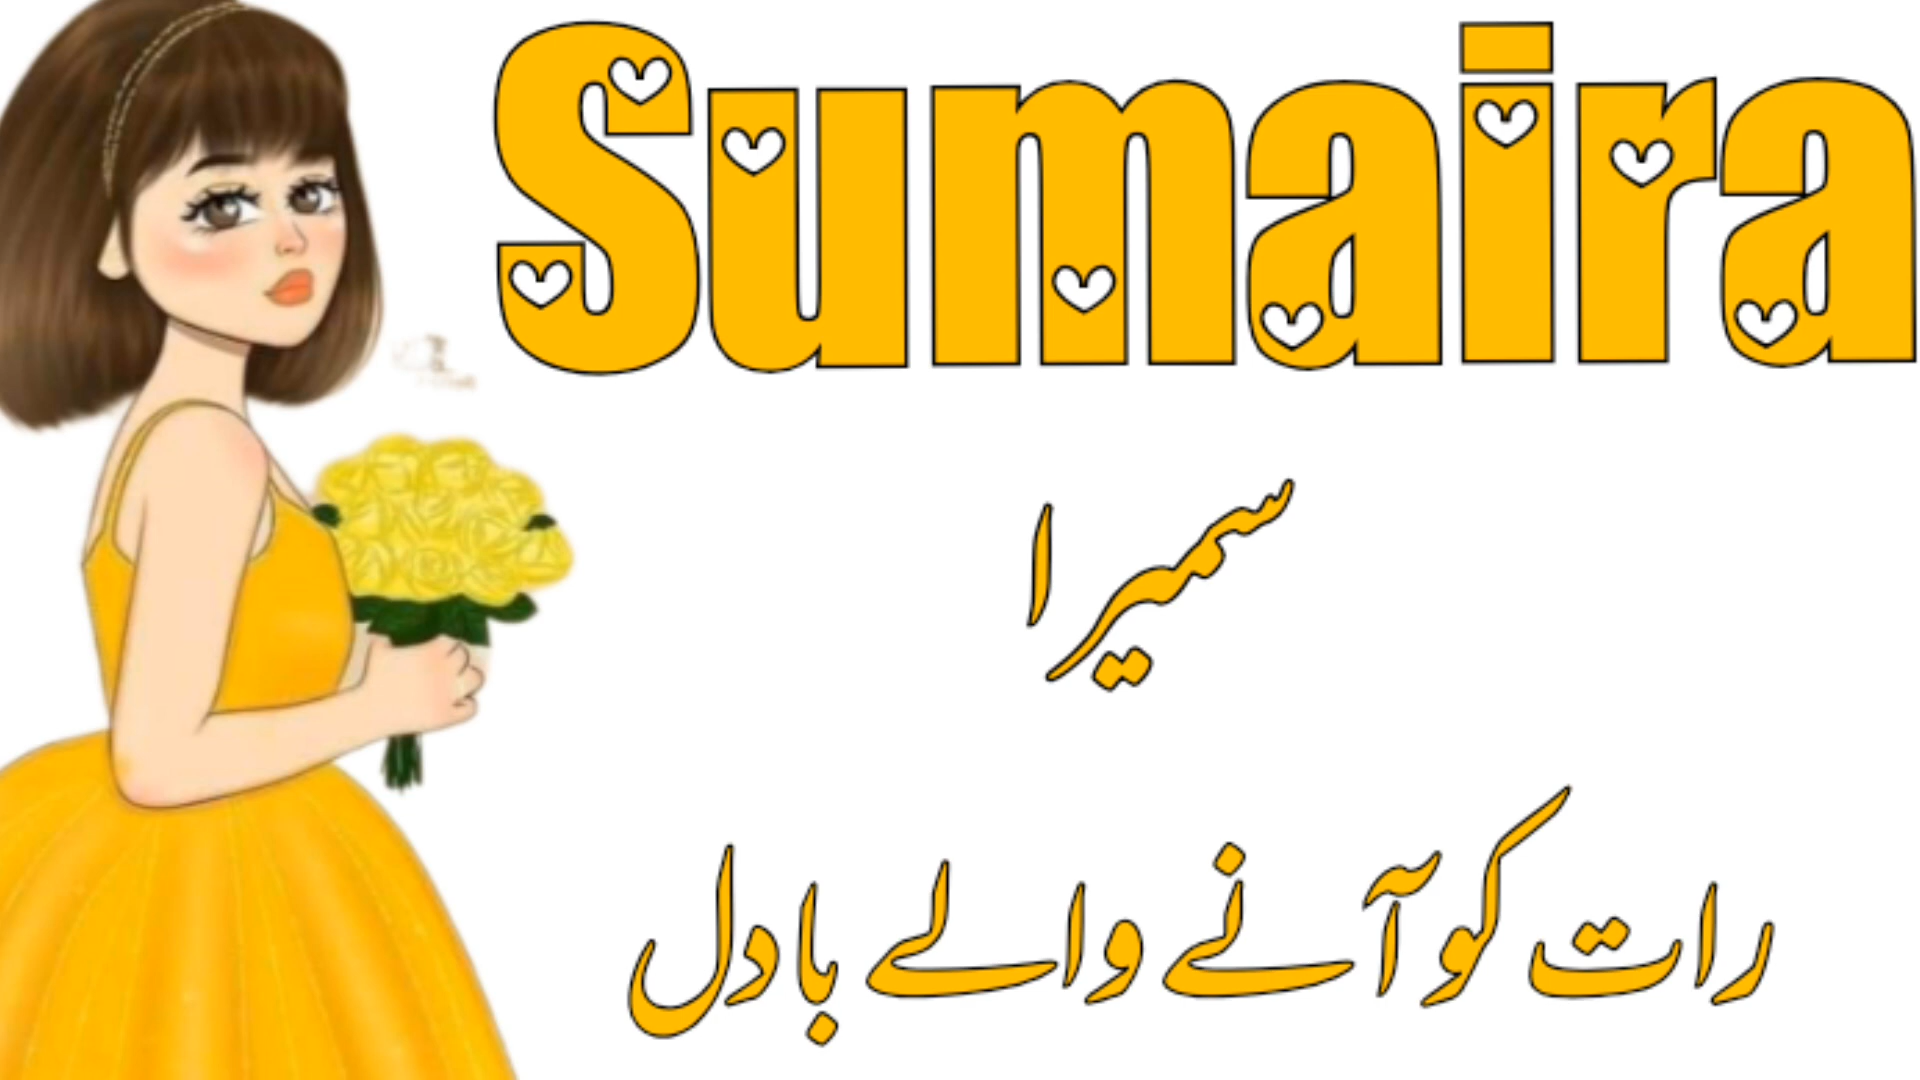 Sumaira
سمیرا
رات کو آنے والے بادل